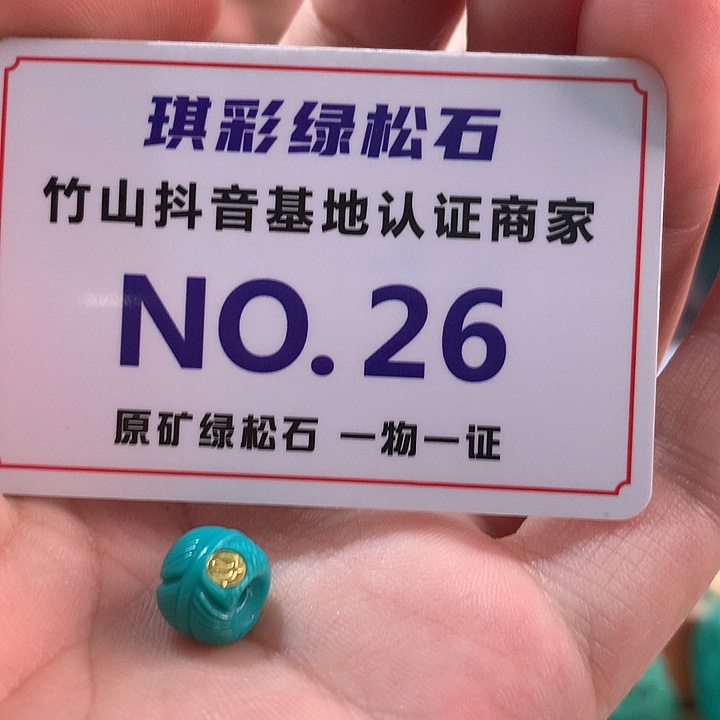 琪彩绿松石
竹山抖音基地认证商家
NO.26
原矿绿松石 一物一证